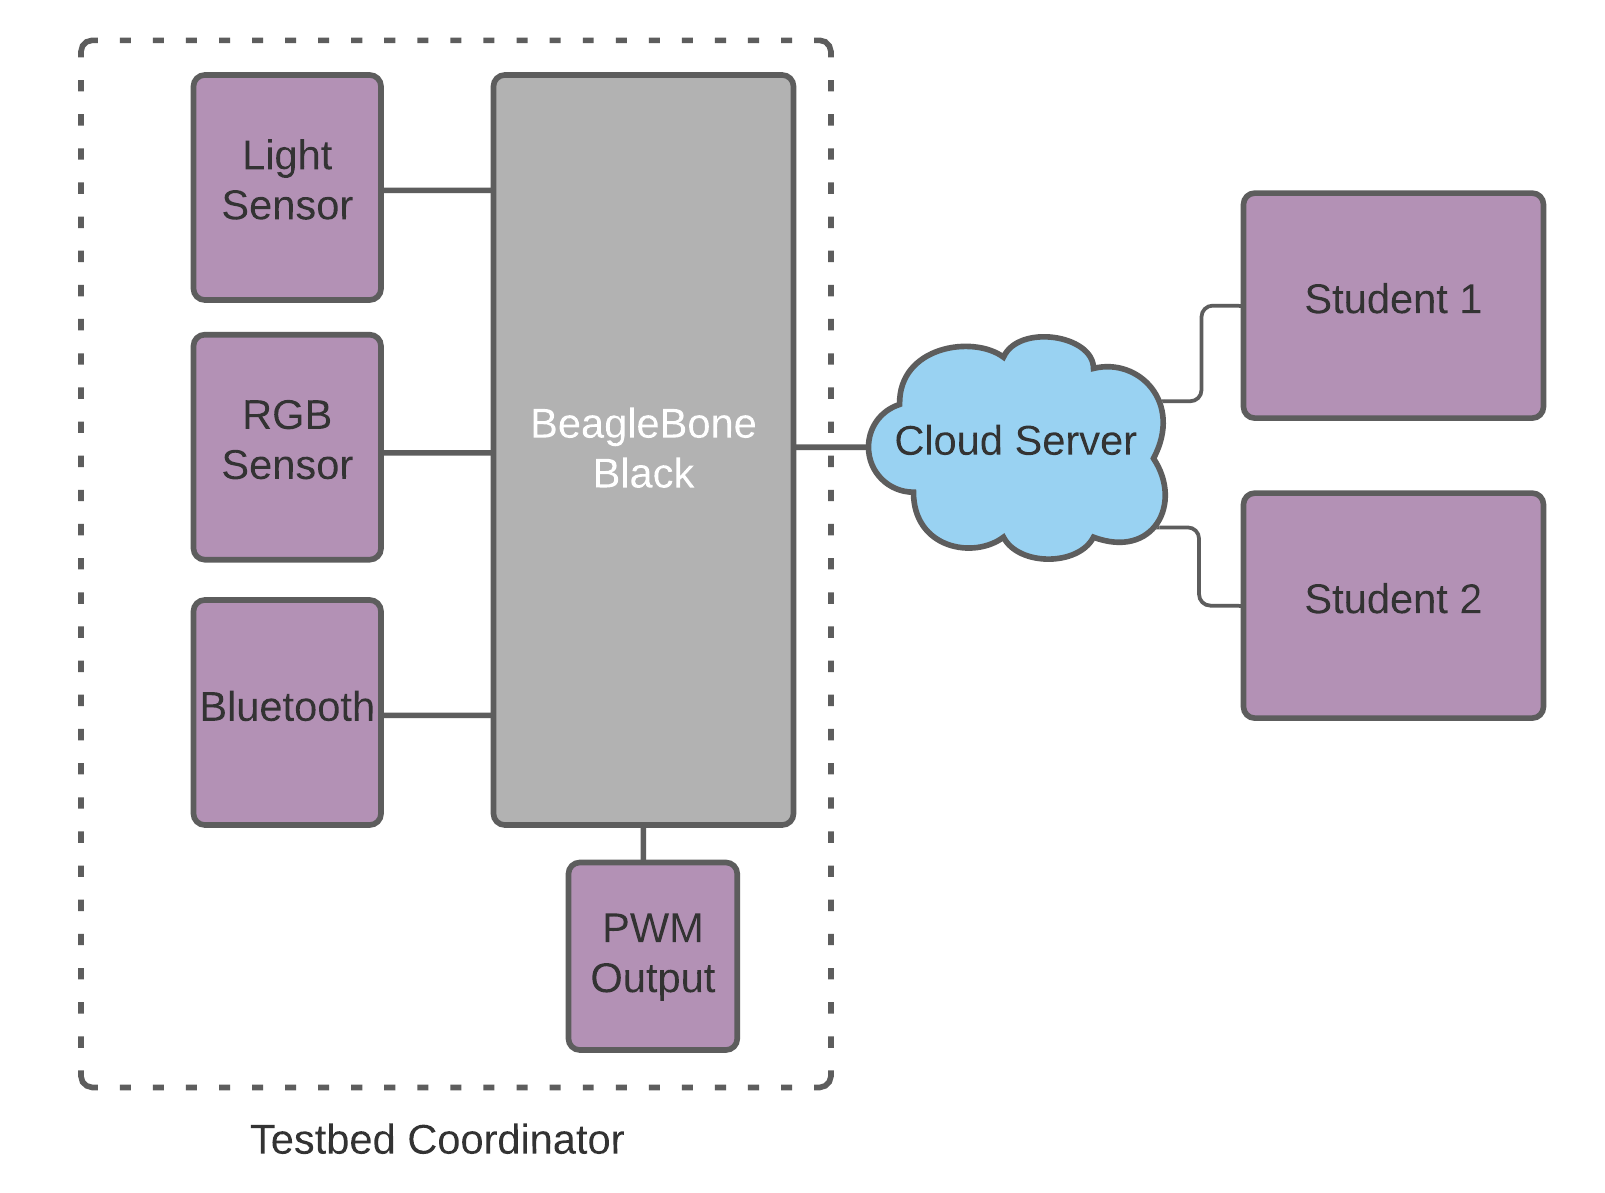 Light
Sensor
RGB
Sensor
Bluetooth
BeagleBone
Black
PWM
Output
Cloud Server
Student 1
Student 2
Testbed Coordinator